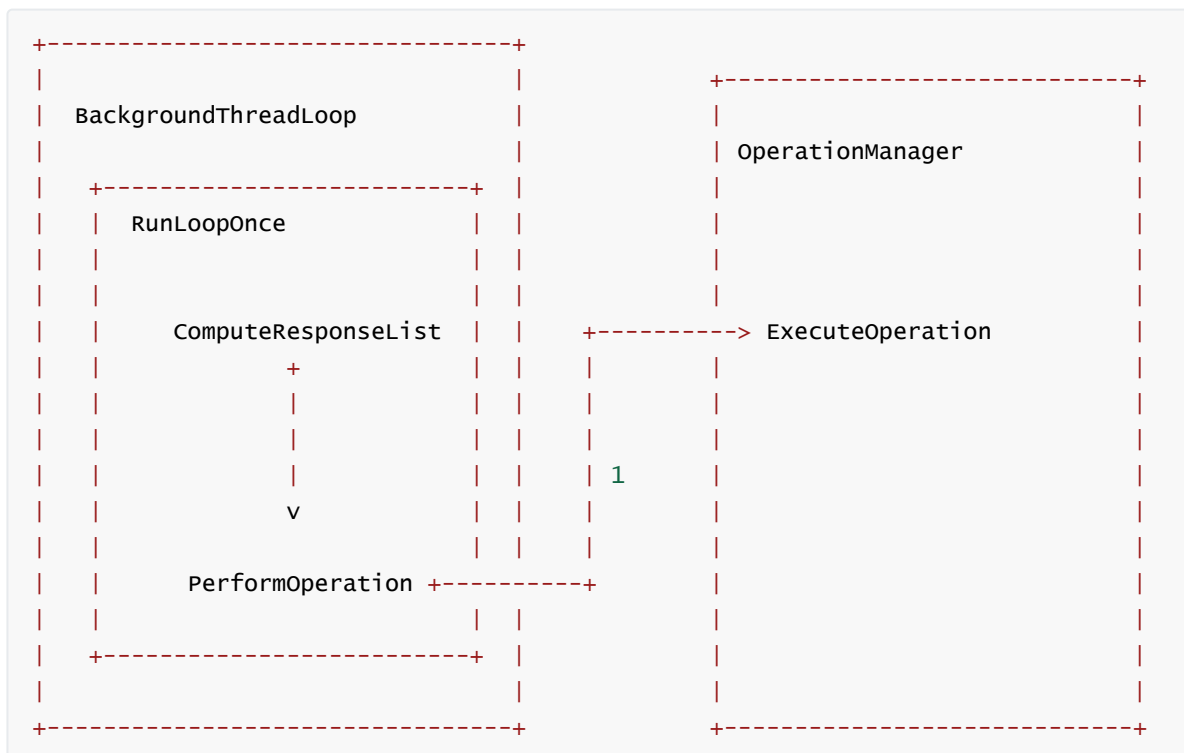 BackgroundThreadLoop
OperationManager
RunLoopOnce
ComputeResponseList
ExecuteOperation
1
v
PerformOperation